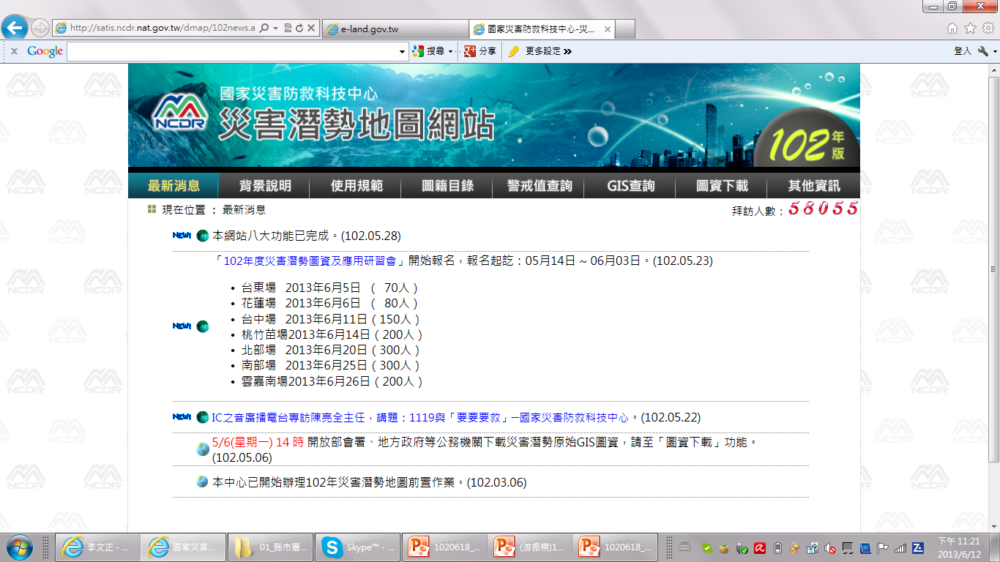 http://satis.ncdr.nat.gov.tw/dmap/102news.a
e-land.gov.tw
國家災害防救科技中心-災...
Google 搜尋 分享 更多設定 登入
國家災害防救科技中心
災害潛勢地圖網站
NCDR
102年版
最新消息 背景說明 使用規範 圖籍目錄 警戒值查詢 GIS查詢 圖資下載 其他資訊
現在位置 : 最新消息
拜訪人數：58055
NEW! 本網站八大功能已完成。(102.05.28)
「102年度災害潛勢圖資及應用研習會」開始報名，報名起訖：05月14日 ~ 06月03日。(102.05.23)
NEW!
• 台東場 2013年6月5日 ( 70人 )
• 花蓮場 2013年6月6日 ( 80人 )
• 台中場 2013年6月11日 ( 150人 )
• 桃竹苗場2013年6月14日 ( 200人 )
• 北部場 2013年6月20日 ( 300人 )
• 南部場 2013年6月25日 ( 300人 )
• 雲嘉南場2013年6月26日 ( 200人 )
NEW! IC之音廣播電台專訪陳亮全主任，講題：1119與「要要要救」─國家災害防救科技中心。(102.05.22)
5/6(星期一) 14 時 開放部會署、地方政府等公務機關下載災害潛勢原始GIS圖資，請至「圖資下載」功能。
(102.05.06)
本中心已開始辦理102年災害潛勢地圖前置作業。(102.03.06)
李文正 - ...
國家災害...
01_縣市層...
Skype™ - ...
1020618_...
(游振棋)1...
1020618_...
下午 11:21
2013/6/12